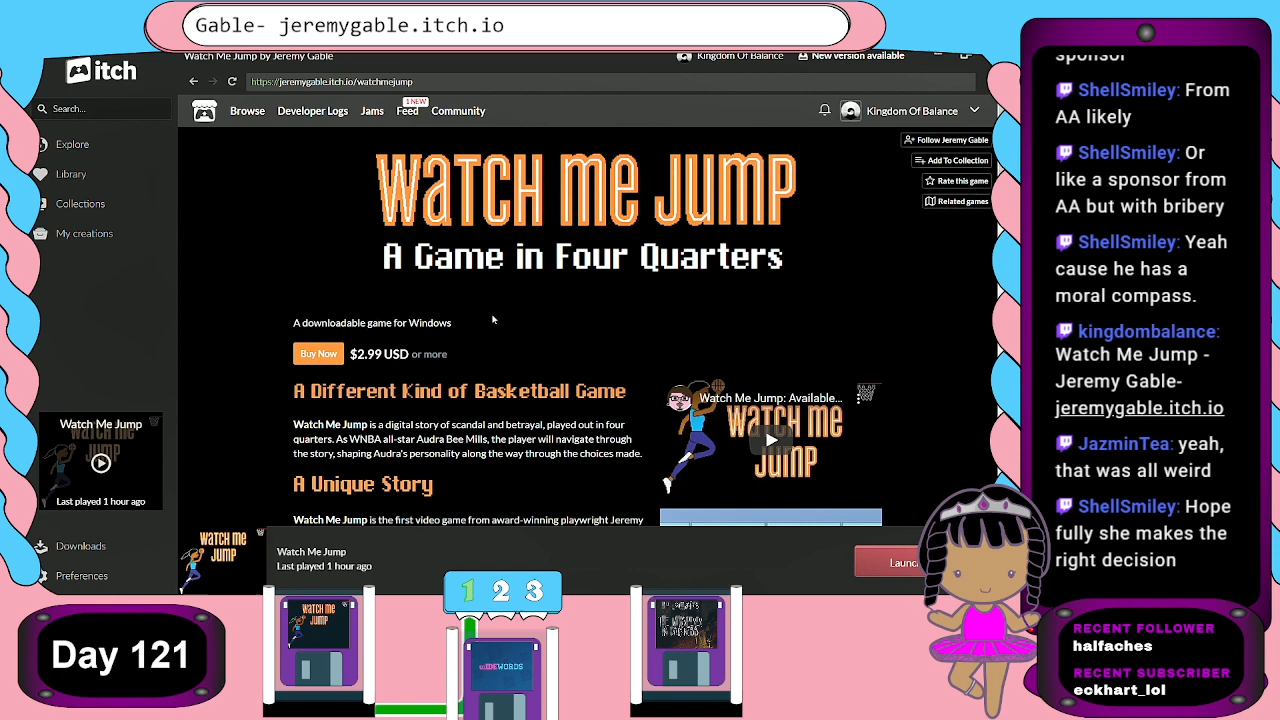 Gable- jeremygable.itch.io
Watch Me Jump by Jeremy Gable
Kingdom Of Balance
New version available
itch
https://jeremygable.itch.io/watchmejump
Search...
Browse
Developer Logs
Jams
1 NEW
Feed
Community
Kingdom Of Balance
Explore
Library
Collections
My creations
Follow Jeremy Gable
Add To Collection
Rate this game
Related games
WATCH ME JUMP
A Game in Four Quarters
A downloadable game for Windows
Buy Now
$2.99 USD or more
A Different Kind of Basketball Game
Watch Me Jump is a digital story of scandal and betrayal, played out in four
quarters. As WNBA all-star Audra Bee Mills, the player will navigate through
the story, shaping Audra's personality along the way through the choices made.
A Unique Story
Watch Me Jump is the first video game from award-winning playwright Jeremy
Watch Me Jump: Available...
WATCH ME
JUMP
Watch Me Jump
Last played 1 hour ago
Downloads
Preferences
WATCH ME
JUMP
Watch Me Jump
Last played 1 hour ago
Launc
sponsor
ShellSmiley: From
AA likely
ShellSmiley: Or
like a sponsor from
AA but with bribery
ShellSmiley: Yeah
cause he has a
moral compass.
kingdombalance:
Watch Me Jump -
Jeremy Gable-
jeremygable.itch.io
JazminTea: yeah,
that was all weird
ShellSmiley: Hope
fully she makes the
right decision
Day 121
WATCH ME
JUMP
1 2 3
WIDEWORDS
RECENT FOLLOWER
halfaches
RECENT SUBSCRIBER
eckhart_lol